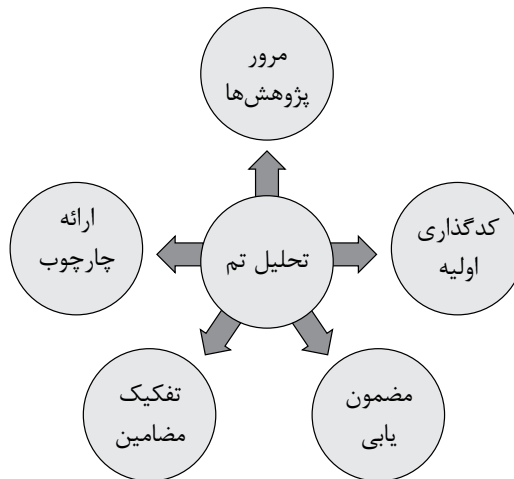 مرور
پژوهش‌ها
کدگذاری
اولیه
مضمون
یابی
تفکیک
مضامین
ارائه
چارچوب
تحلیل تم